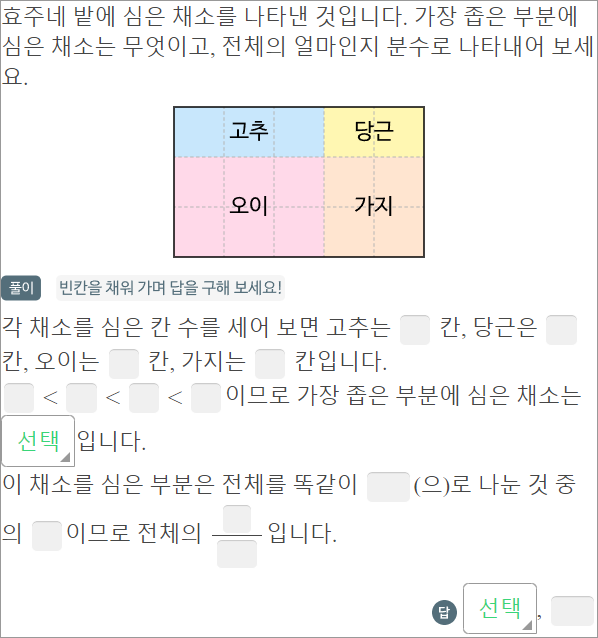 효주네 밭에 심은 채소를 나타낸 것입니다. 가장 좁은 부분에
심은 채소는 무엇이고, 전체의 얼마인지 분수로 나타내어 보세
요.
고추 당근
오이 가지
풀이 빈칸을 채워 가며 답을 구해 보세요!
각 채소를 심은 칸 수를 세어 보면 고추는 칸, 당근은
칸, 오이는 칸, 가지는 칸입니다.
< < < 이므로 가장 좁은 부분에 심은 채소는
선택 입니다.
이 채소를 심은 부분은 전체를 똑같이 (으)로 나눈 것 중
의 이므로 전체의 입니다.
답 선택 ,